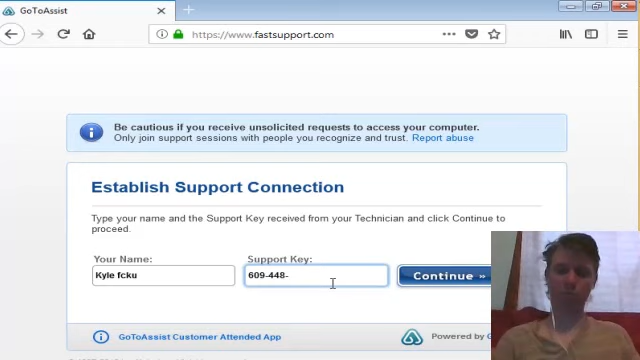 GoToAssist
https://www.fastsupport.com
Be cautious if you receive unsolicited requests to access your computer.
Only join support sessions with people you recognize and trust. Report abuse
Establish Support Connection
Type your name and the Support Key received from your Technician and click Continue to
proceed.
Your Name: Support Key:
Kyle fcku 609-448- Continue »
GoToAssist Customer Attended App Powered by